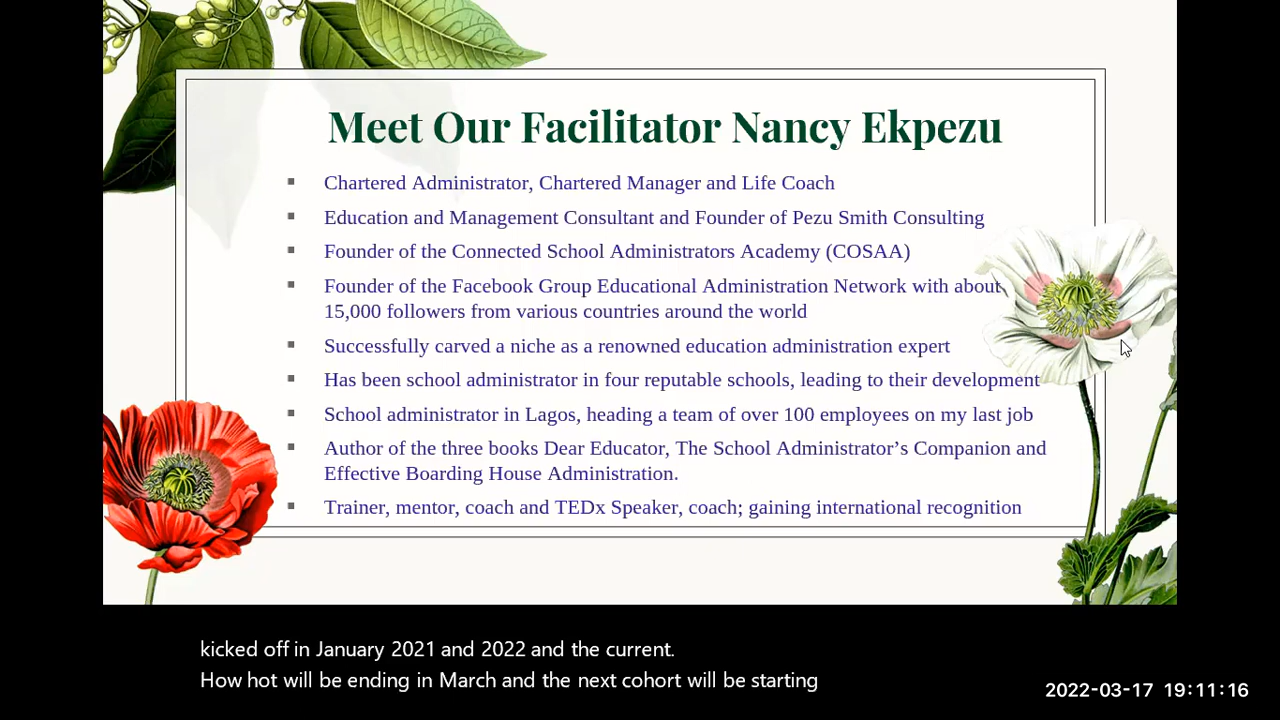 Meet Our Facilitator Nancy Ekpezu
▪ Chartered Administrator, Chartered Manager and Life Coach
▪ Education and Management Consultant and Founder of Pezu Smith Consulting
▪ Founder of the Connected School Administrators Academy (COSAA)
▪ Founder of the Facebook Group Educational Administration Network with about
15,000 followers from various countries around the world
▪ Successfully carved a niche as a renowned education administration expert
▪ Has been school administrator in four reputable schools, leading to their development
▪ School administrator in Lagos, heading a team of over 100 employees on my last job
▪ Author of the three books Dear Educator, The School Administrator’s Companion and
Effective Boarding House Administration.
▪ Trainer, mentor, coach and TEDx Speaker, coach; gaining international recognition
kicked off in January 2021 and 2022 and the current.
How hot will be ending in March and the next cohort will be starting
2022-03-17 19:11:16